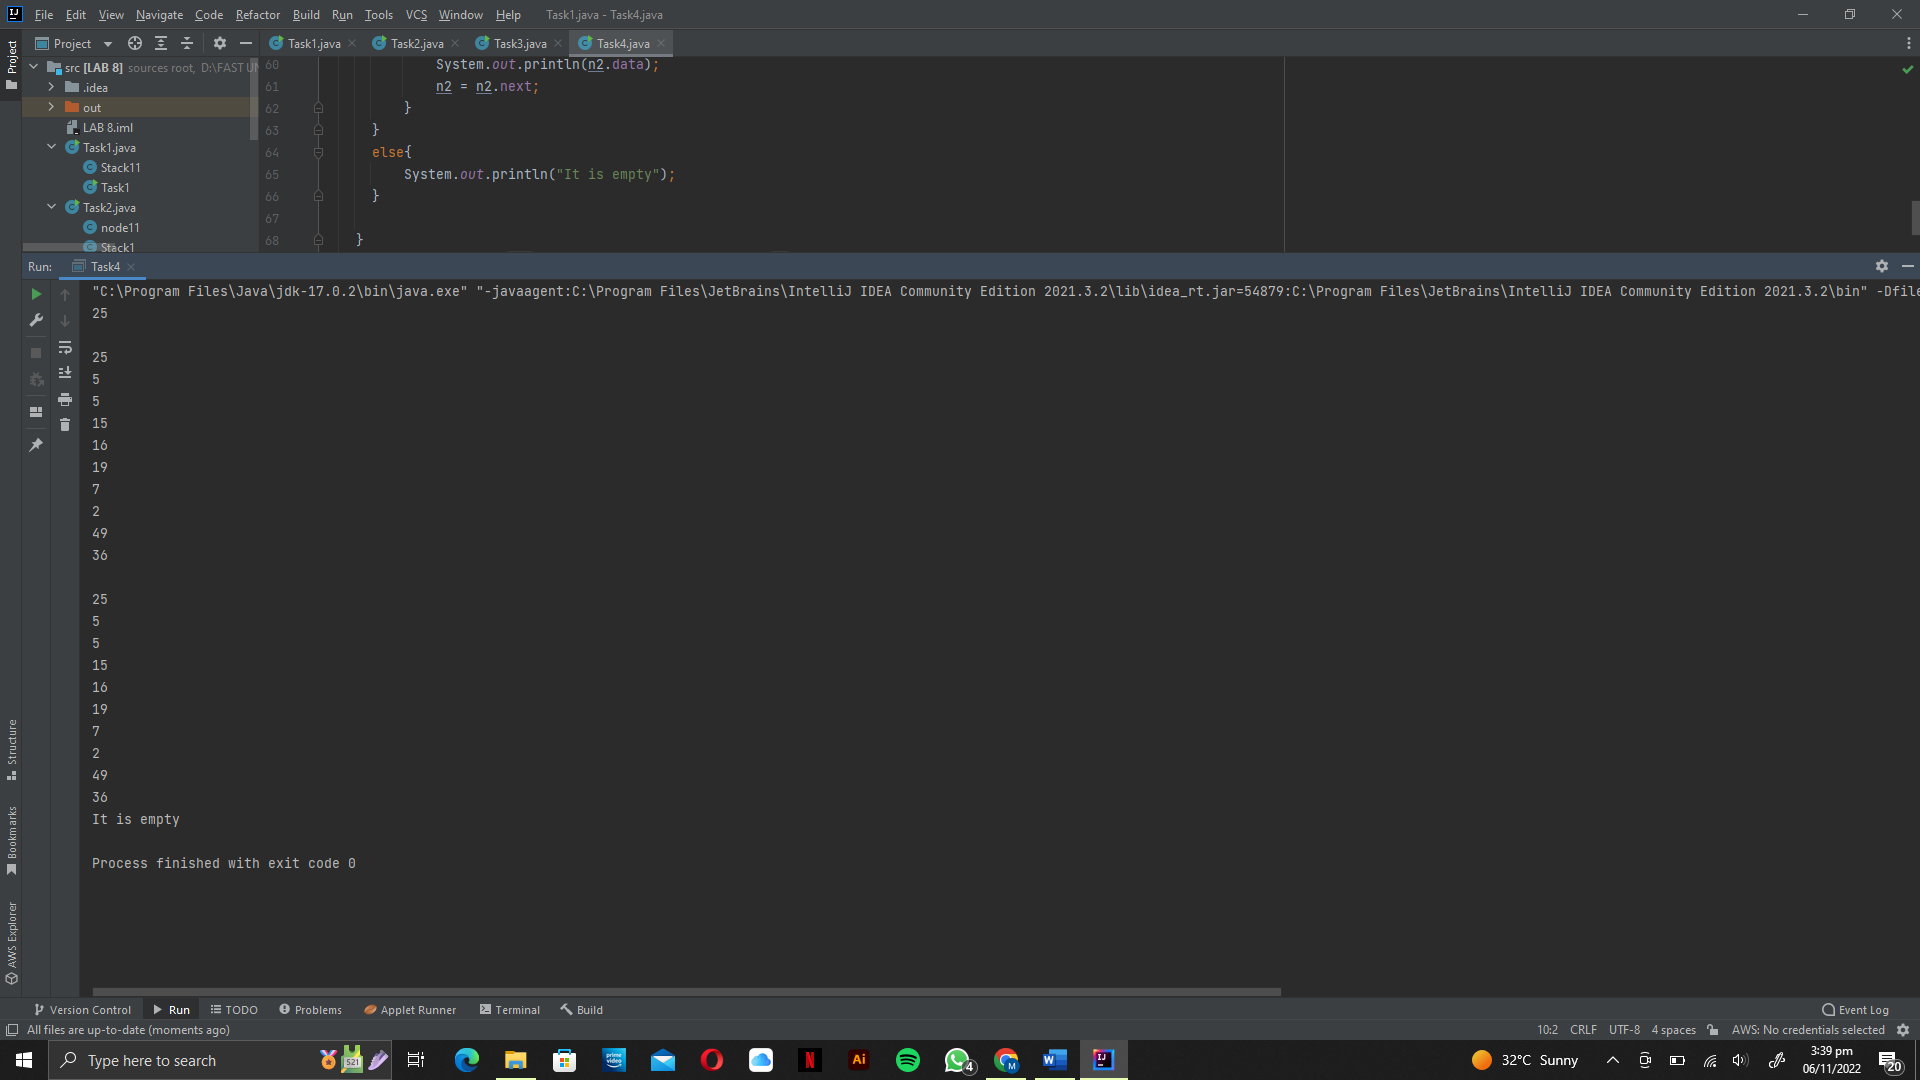 File Edit View Navigate Code Refactor Build Run Tools VCS Window Help Task1.java - Task4.java
Project
Project
Task1.java Task2.java Task3.java Task4.java
src [LAB 8] sources root, D:\FAST UN
.idea
out
LAB 8.iml
Task1.java
Stack11
Task1
Task2.java
node11
Stack1
60 System.out.println(n2.data);
61 n2 = n2.next;
62 }
63 }
64 else{
65 System.out.println("It is empty");
66 }
67
68 }
Run: Task4
"C:\Program Files\Java\jdk-17.0.2\bin\java.exe" "-javaagent:C:\Program Files\JetBrains\IntelliJ IDEA Community Edition 2021.3.2\lib\idea_rt.jar=54879:C:\Program Files\JetBrains\IntelliJ IDEA Community Edition 2021.3.2\bin" -Dfile
25
25
5
5
15
16
19
7
2
49
36
25
5
5
15
16
19
7
2
49
36
It is empty
Process finished with exit code 0
Structure
Bookmarks
AWS Explorer
Version Control Run TODO Problems Applet Runner Terminal Build Event Log
All files are up-to-date (moments ago) 10:2 CRLF UTF-8 4 spaces AWS: No credentials selected
Type here to search
32°C Sunny
3:39 pm
06/11/2022
20